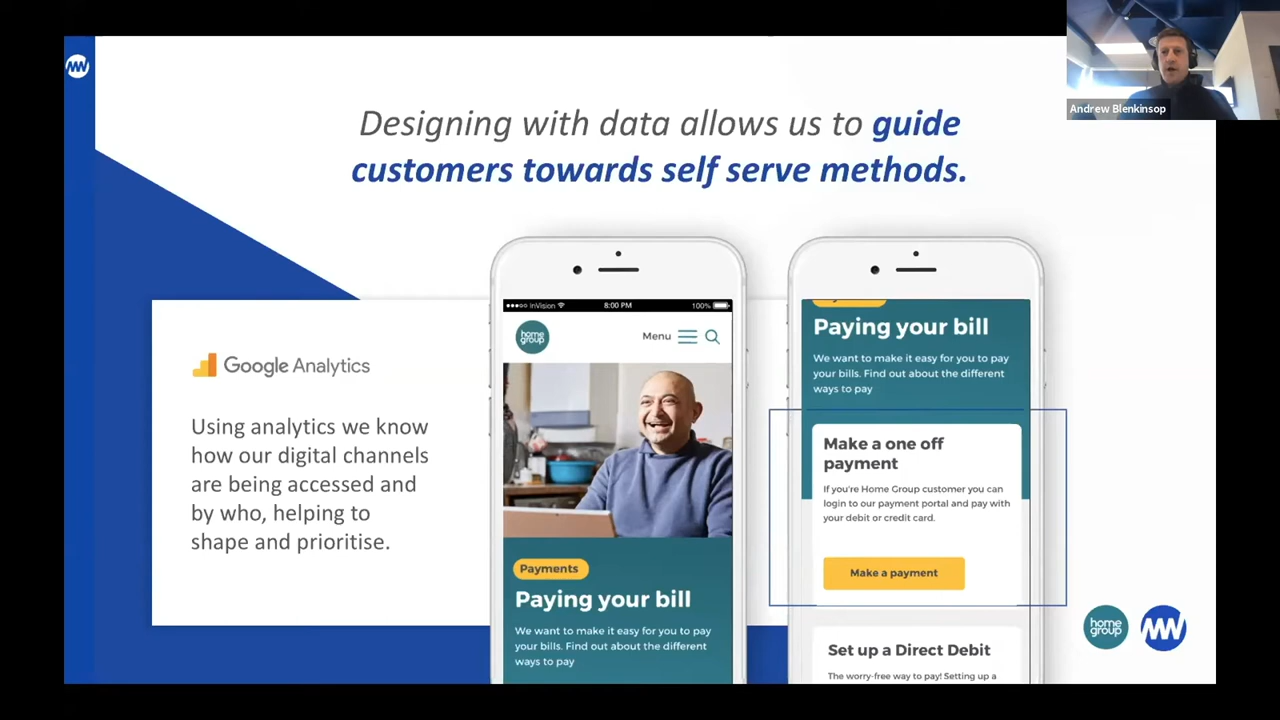 Andrew Blenkinsop
Designing with data allows us to guide
customers towards self serve methods.
Google Analytics
Using analytics we know
how our digital channels
are being accessed and
by who, helping to
shape and prioritise.
InVision
8:00 PM
100%
home
group
Menu
Payments
Paying your bill
We want to make it easy for you to pay
your bills. Find out about the different
ways to pay
Paying your bill
We want to make it easy for you to pay
your bills. Find out about the different
ways to pay
Make a one off
payment
If you're Home Group customer you can
login to our payment portal and pay with
your debit or credit card.
Make a payment
Set up a Direct Debit
The worry-free way to pay! Setting up a
home
group